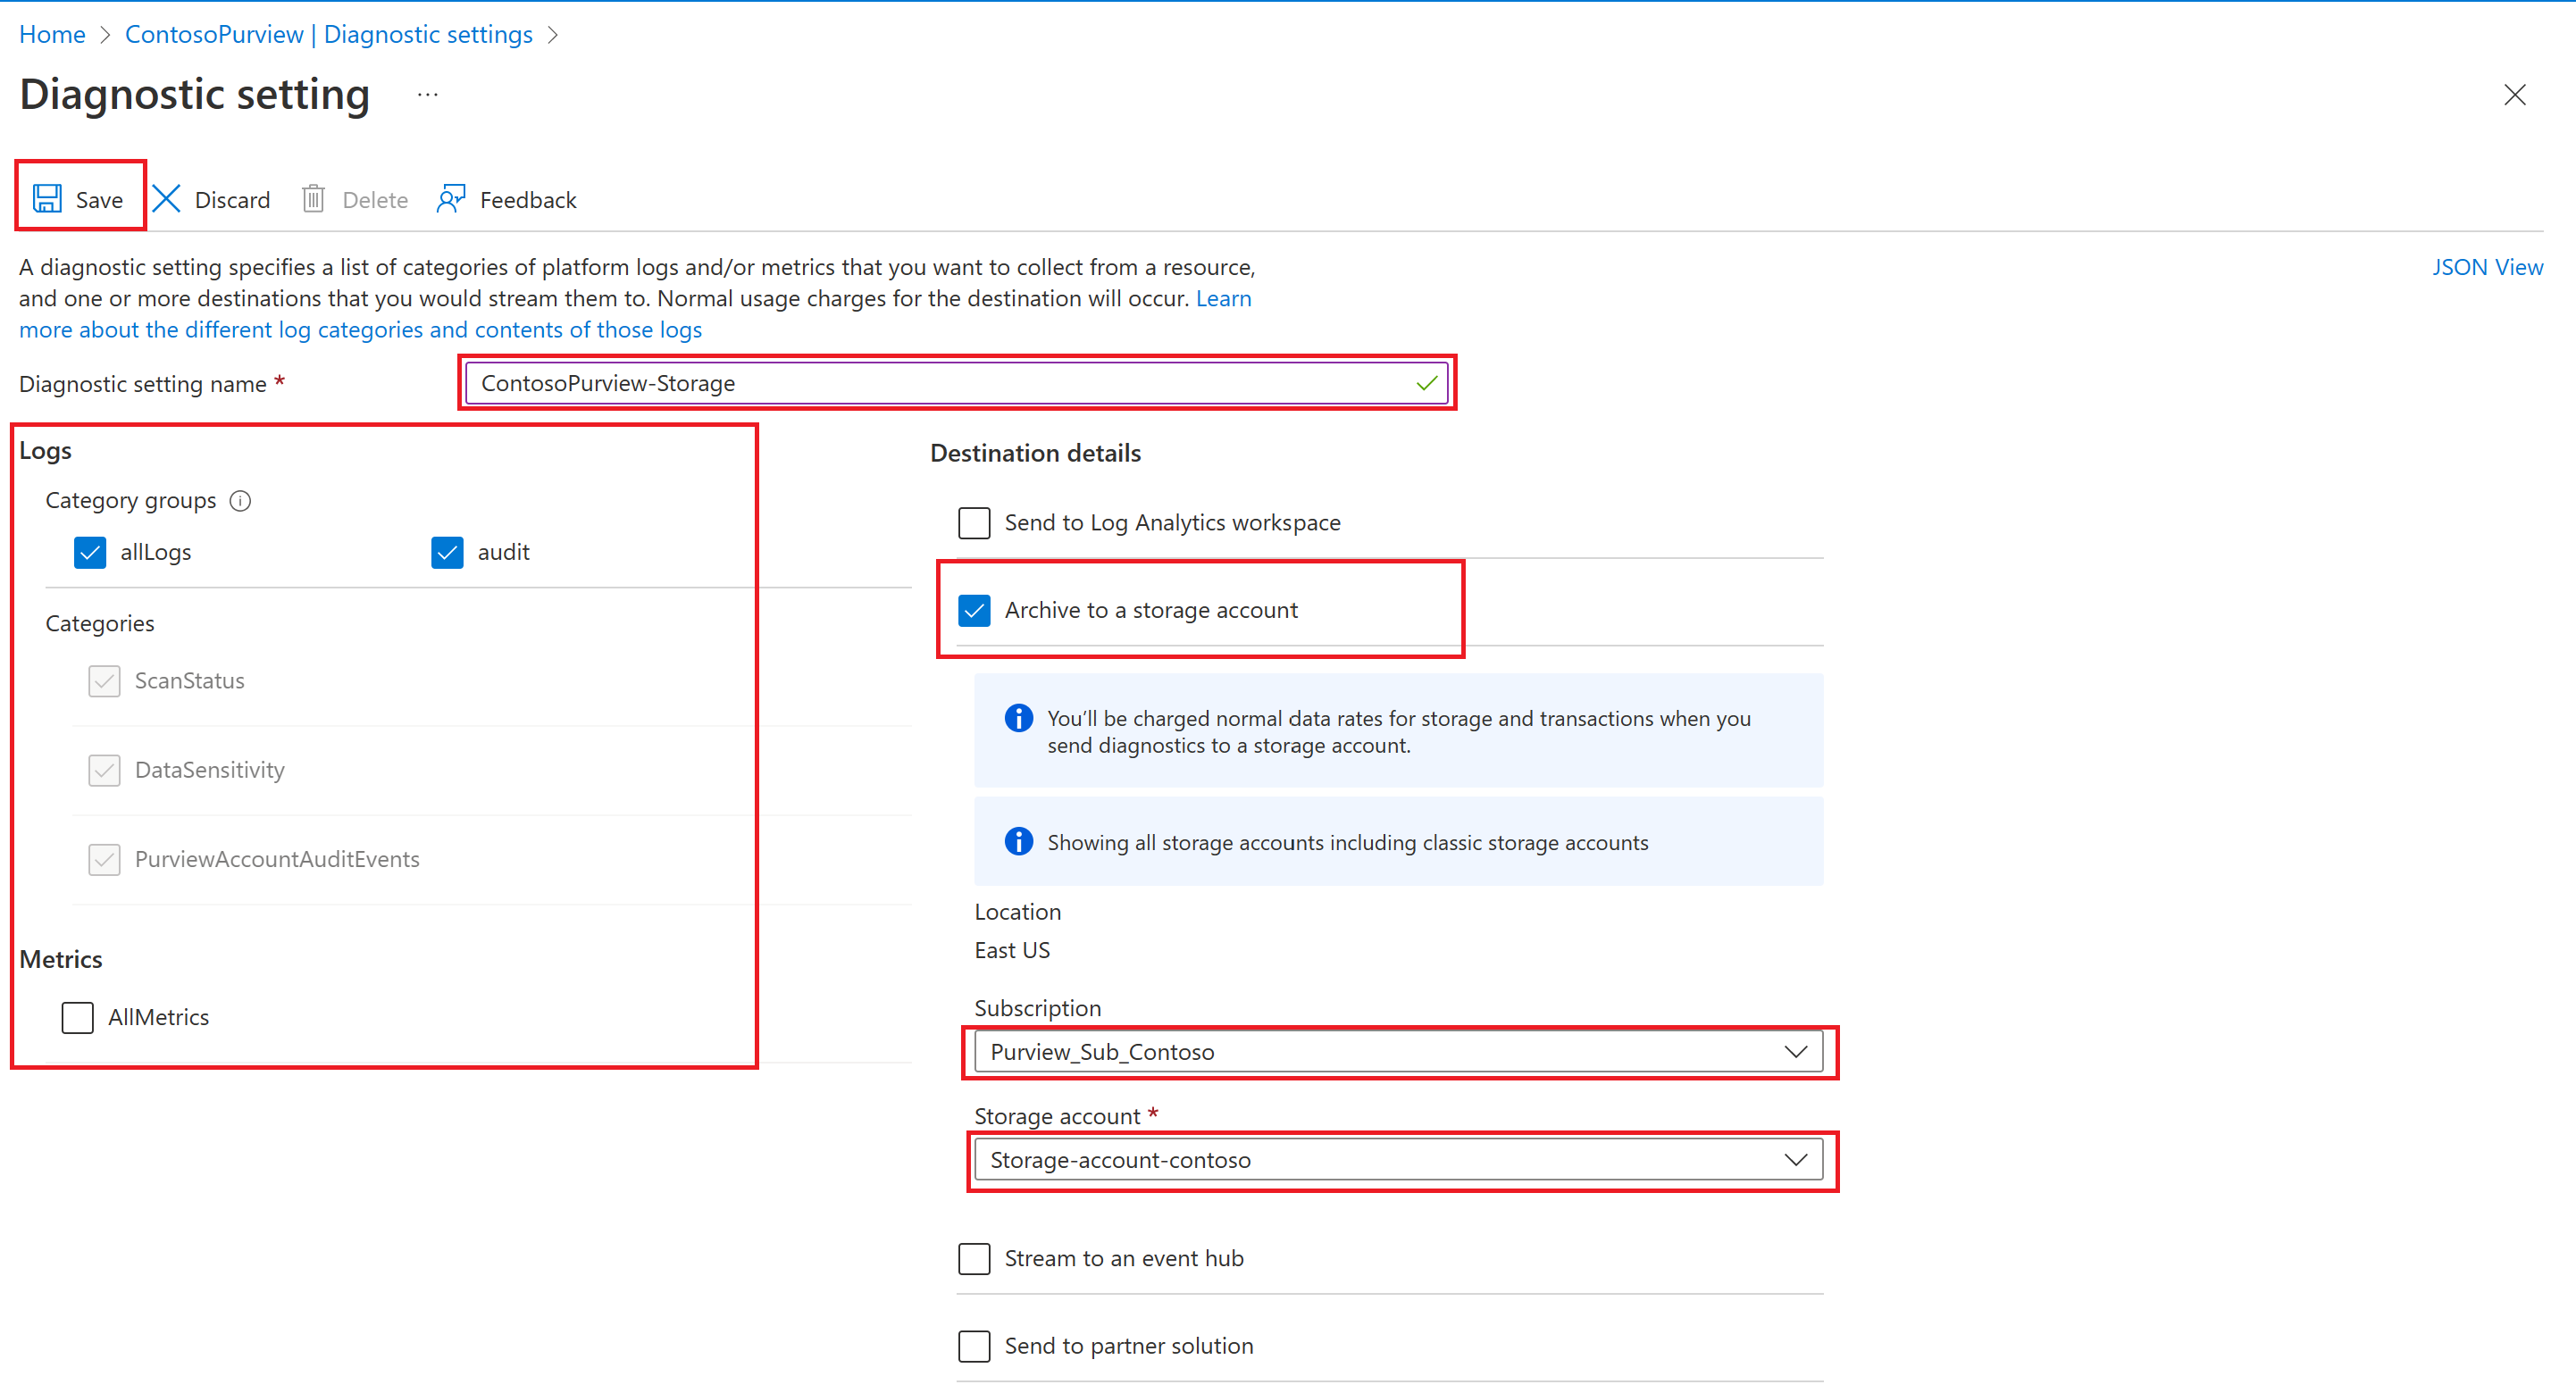 Home > ContosoPurview | Diagnostic settings >
Diagnostic setting ...
Save Discard Delete Feedback
A diagnostic setting specifies a list of categories of platform logs and/or metrics that you want to collect from a resource,
and one or more destinations that you would stream them to. Normal usage charges for the destination will occur. Learn
more about the different log categories and contents of those logs
JSON View
Diagnostic setting name *
ContosoPurview-Storage
Logs
Category groups
allLogs audit
Categories
ScanStatus
DataSensitivity
PurviewAccountAuditEvents
Metrics
AllMetrics
Destination details
Send to Log Analytics workspace
Archive to a storage account
You’ll be charged normal data rates for storage and transactions when you
send diagnostics to a storage account.
Showing all storage accounts including classic storage accounts
Location
East US
Subscription
Purview_Sub_Contoso
Storage account *
Storage-account-contoso
Stream to an event hub
Send to partner solution